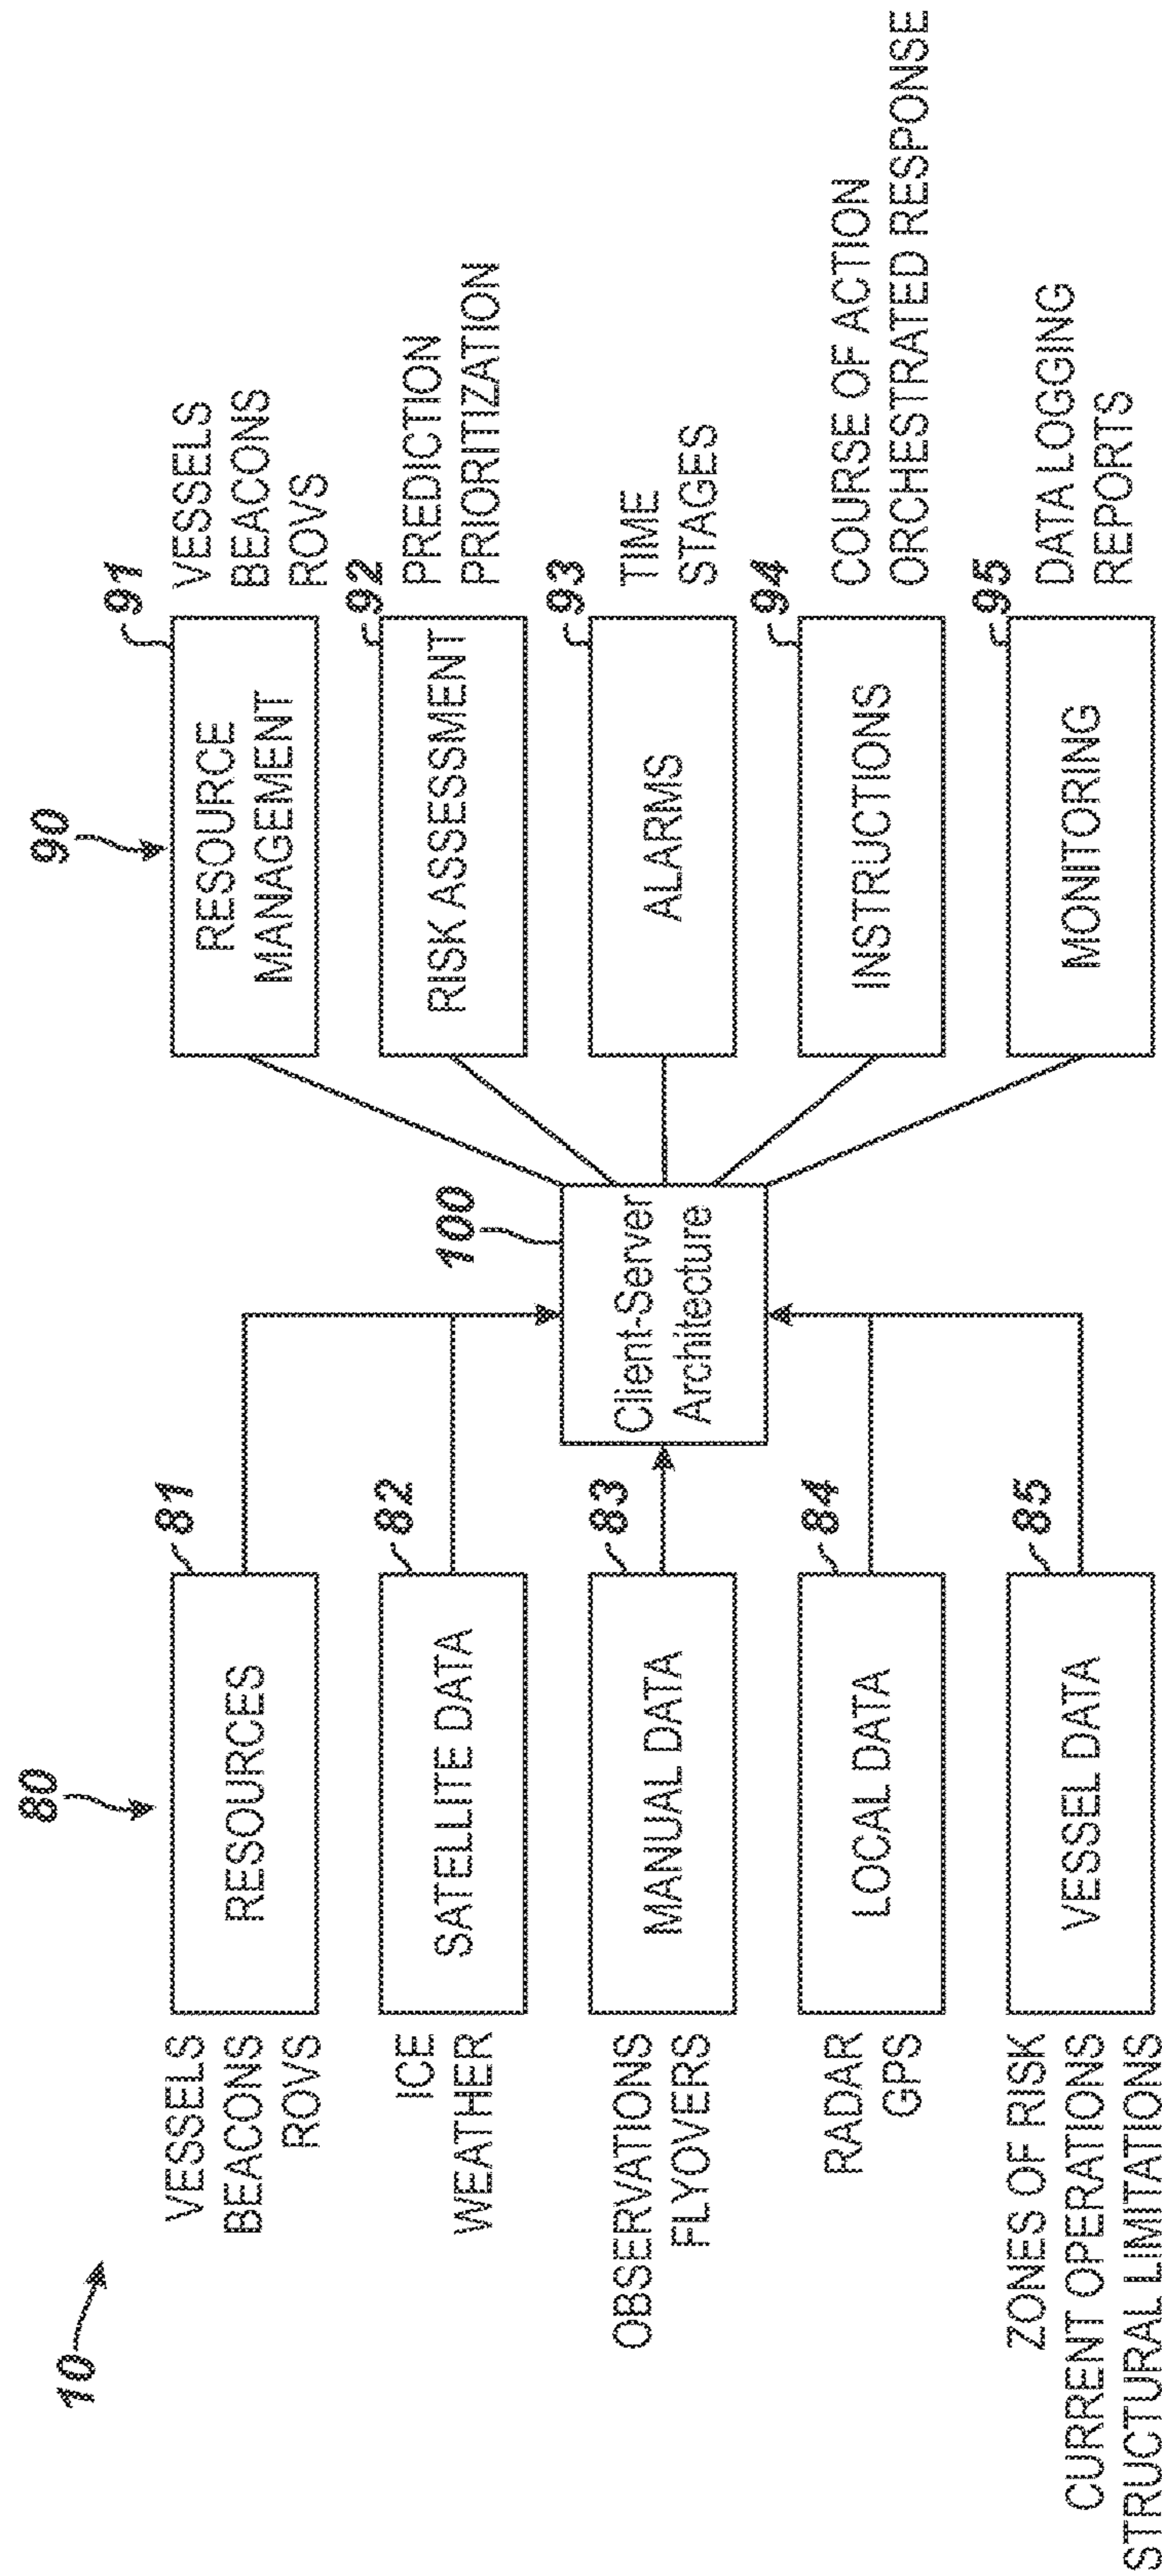 10
80
VESSELS
BEACONS
ROVS
RESOURCES
81
ICE
WEATHER
SATELLITE DATA
82
OBSERVATIONS
FLYOVERS
MANUAL DATA
83
RADAR
GPS
LOCAL DATA
84
ZONES OF RISK
CURRENT OPERATIONS
STRUCTURAL LIMITATIONS
VESSEL DATA
85
100
Client-Server
Architecture
90
RESOURCE
MANAGEMENT
91
VESSELS
BEACONS
ROVS
RISK ASSESSMENT
92
PREDICTION
PRIORITIZATION
ALARMS
93
TIME
STAGES
INSTRUCTIONS
94
COURSE OF ACTION
ORCHESTRATED RESPONSE
MONITORING
95
DATA LOGGING
REPORTS